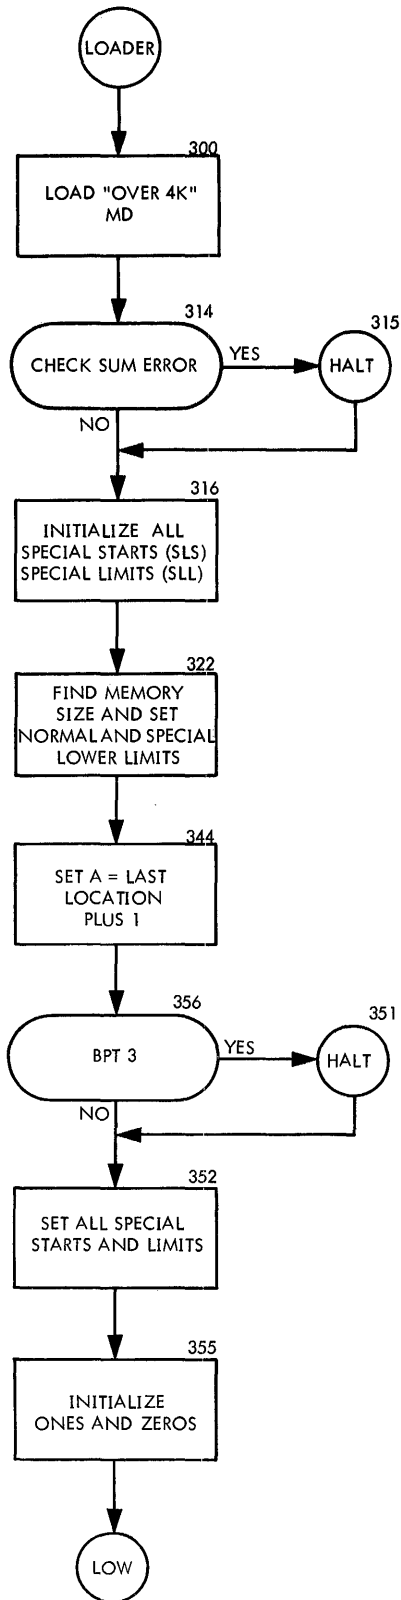 LOADER
300
LOAD "OVER 4K"
MD
314
CHECK SUM ERROR
YES
315
HALT
NO
316
INITIALIZE ALL
SPECIAL STARTS (SLS)
SPECIAL LIMITS (SLL)
322
FIND MEMORY
SIZE AND SET
NORMAL AND SPECIAL
LOWER LIMITS
344
SET A = LAST
LOCATION
PLUS 1
356
BPT 3
YES
351
HALT
NO
352
SET ALL SPECIAL
STARTS AND LIMITS
355
INITIALIZE
ONES AND ZEROS
LOW